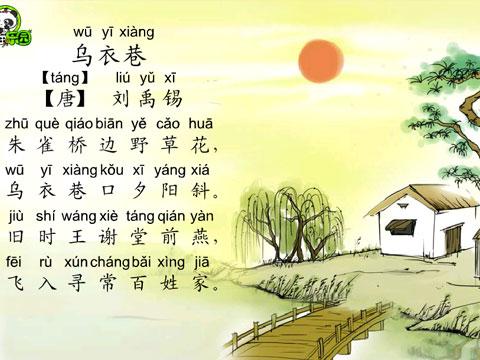 wū yī xiàng
乌衣巷
【táng】 liú yǔ xī
【唐】 刘禹锡
zhū què qiáo biān yě cǎo huā
朱雀桥边野草花，
wū yī xiàng kǒu xī yáng xiá
乌衣巷口夕阳斜。
jiù shí wáng xiè táng qián yàn
旧时王谢堂前燕，
fēi rù xún cháng bǎi xìng jiā
飞入寻常百姓家。